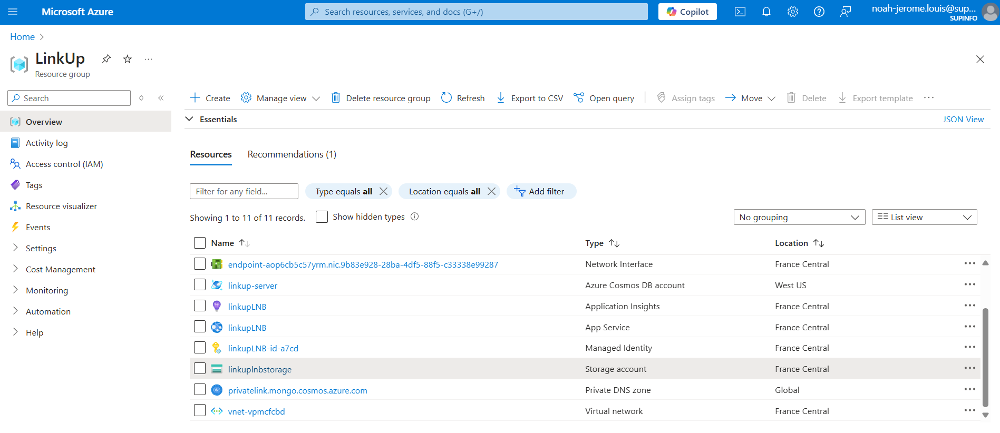 Microsoft Azure
Search resources, services, and docs (G+/)
Copilot
noah-jerome.louis@sup...
SUPINFO
Home
LinkUp
Resource group
Search
Create
Manage view
Delete resource group
Refresh
Export to CSV
Open query
Assign tags
Move
Delete
Export template
Overview
Activity log
Access control (IAM)
Tags
Resource visualizer
Events
Settings
Cost Management
Monitoring
Automation
Help
Essentials
JSON View
Resources
Recommendations (1)
Filter for any field...
Type equals all
Location equals all
Add filter
Showing 1 to 11 of 11 records.
Show hidden types
No grouping
List view
Name Type Location
endpoint-aop6cb5c57yrm.nic.9b83e928-28ba-4df5-88f5-c33338e99287 Network Interface France Central
linkup-server Azure Cosmos DB account West US
linkupLNB Application Insights France Central
linkupLNB App Service France Central
linkupLNB-id-a7cd Managed Identity France Central
linkuplnbstorage Storage account France Central
DNS privatelink.mongo.cosmos.azure.com Private DNS zone Global
vnet-vpmcfcbd Virtual network France Central